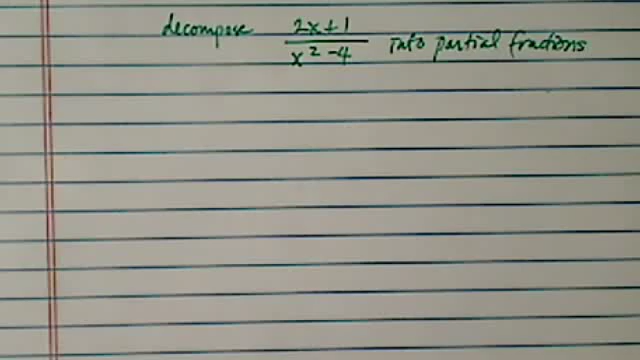 decompose (2x+1)/(x²-4) into partial fractions